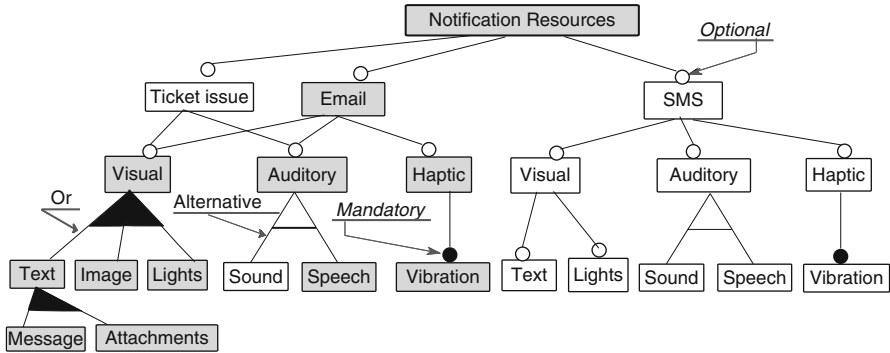 Notification Resources
Optional
Ticket issue
Email
SMS
Visual
Auditory
Haptic
Visual
Auditory
Haptic
Or
Alternative
Mandatory
Text
Image
Lights
Sound
Speech
Vibration
Text
Lights
Sound
Speech
Vibration
Message
Attachments